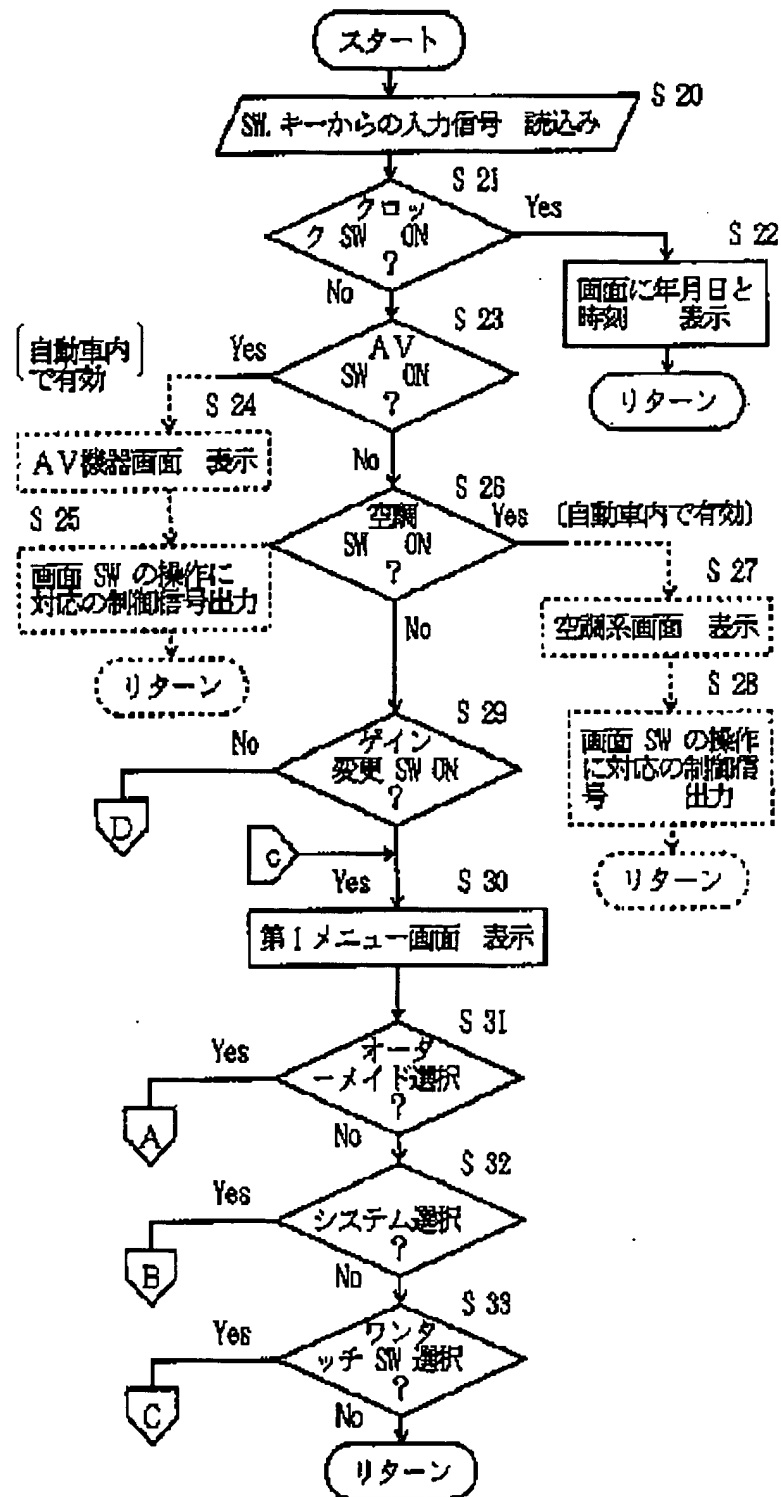 スタート
S 20
SW. キーからの入力信号 読込み
S 21
クロッ
ク SW ON
?
Yes
No
S 22
画面に年月日と
時刻 表示
リターン
S 23
AV
SW ON
?
Yes
No
自動車内
で有効
S 24
AV機器画面 表示
S 25
画面 SW の操作に
対応の制御信号出力
リターン
S 26
空調
SW ON
?
Yes
No
〔自動車内で有効〕
S 27
空調系画面 表示
S 28
画面 SW の操作
に対応の制御信
号 出力
リターン
S 29
ゲイン
変更 SW ON
?
No
D
c
Yes
S 30
第I メニュー画面 表示
S 31
オーダ
ーメイド選択
?
Yes
A
No
S 32
システム選択
?
Yes
B
No
S 33
ワンタ
ッチ SW 選択
?
Yes
C
No
リターン